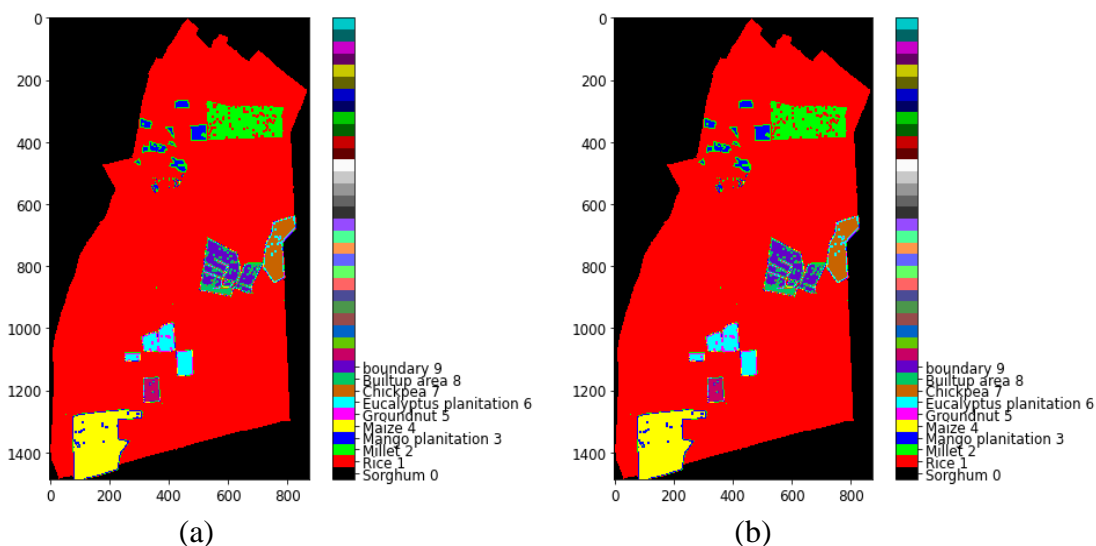 0
200
400
600
800
1000
1200
1400
0 200 400 600 800
boundary 9
Builtup area 8
Chickpea 7
Eucalyptus planitation 6
Groundnut 5
Maize 4
Mango planitation 3
Millet 2
Rice 1
Sorghum 0
(a)
0
200
400
600
800
1000
1200
1400
0 200 400 600 800
boundary 9
Builtup area 8
Chickpea 7
Eucalyptus planitation 6
Groundnut 5
Maize 4
Mango planitation 3
Millet 2
Rice 1
Sorghum 0
(b)